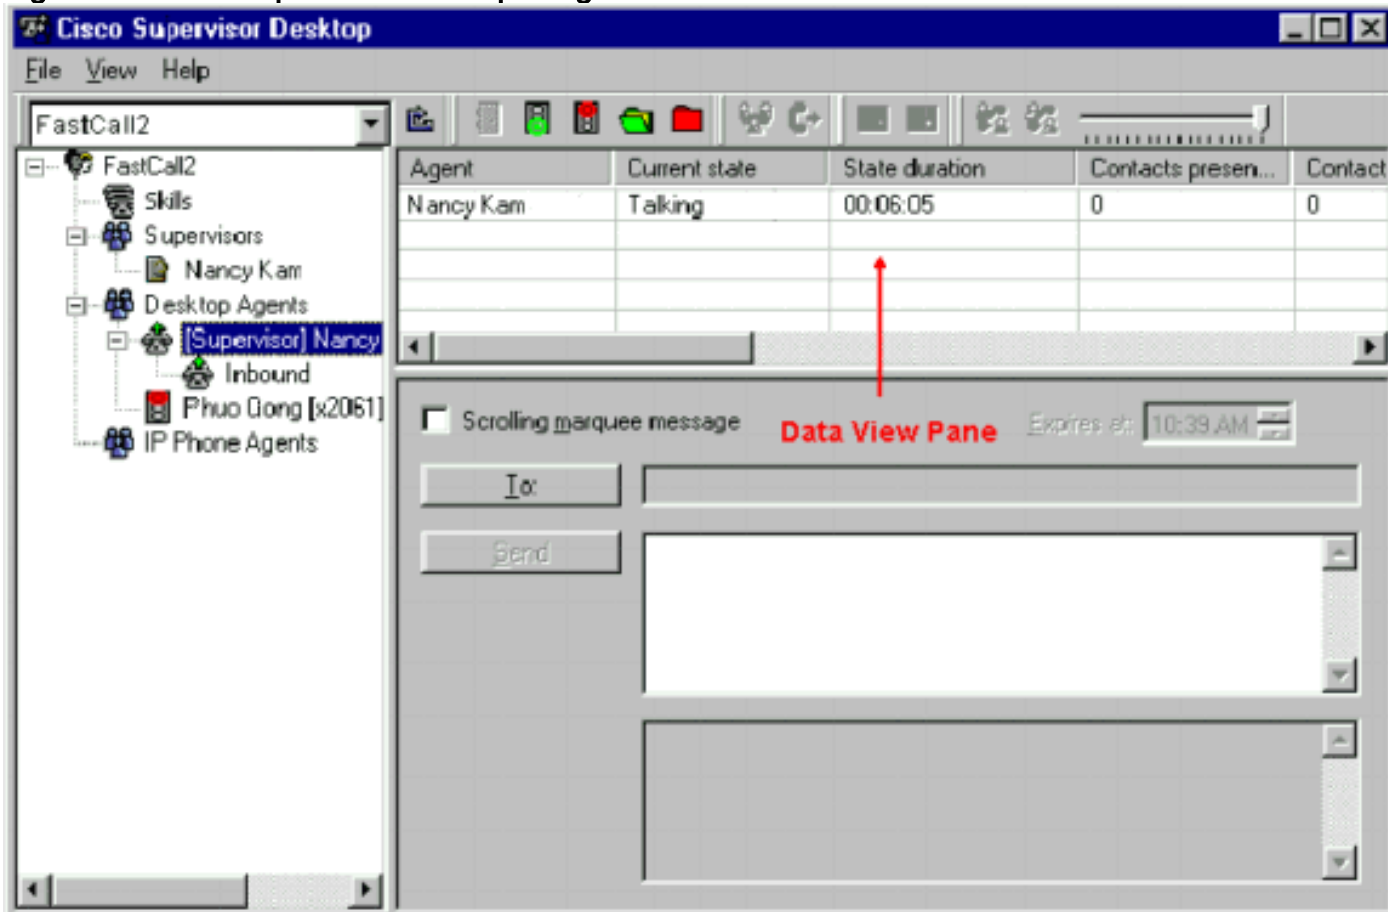 Cisco Supervisor Desktop
File View Help
FastCall2
FastCall2
Skills
Supervisors
Nancy Kam
Desktop Agents
[Supervisor] Nancy
Inbound
Phuo Gong [x2061]
IP Phone Agents
Agent Current state State duration Contacts presen... Contact
Nancy Kam Talking 00:06:05 0 0
Scrolling marquee message
Data View Pane
Expires at: 10:39 AM
To:
Send